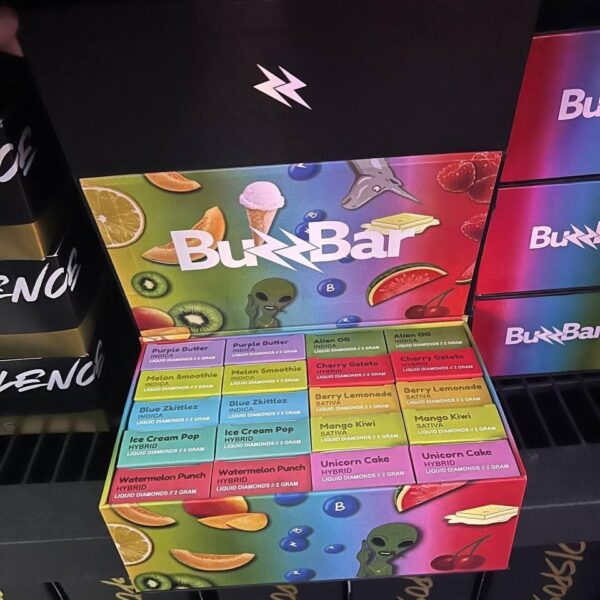 BuzzBar
Purple Butter
INDICA
LIQUID DIAMONDS // 2 GRAM
Purple Butter
INDICA
LIQUID DIAMONDS // 2 GRAM
Alien OG
INDICA
LIQUID DIAMONDS // 2 GRAM
Alien OG
INDICA
LIQUID DIAMONDS // 2 GRAM
Melon Smoothie
INDICA
LIQUID DIAMONDS // 2 GRAM
Melon Smoothie
INDICA
LIQUID DIAMONDS // 2 GRAM
Cherry Gelato
HYBRID
LIQUID DIAMONDS // 2 GRAM
Cherry Gelato
HYBRID
LIQUID DIAMONDS // 2 GRAM
Blue Zkittlez
INDICA
LIQUID DIAMONDS // 2 GRAM
Blue Zkittlez
INDICA
LIQUID DIAMONDS // 2 GRAM
Berry Lemonade
SATIVA
LIQUID DIAMONDS // 2 GRAM
Berry Lemonade
SATIVA
LIQUID DIAMONDS // 2 GRAM
Ice Cream Pop
HYBRID
LIQUID DIAMONDS // 2 GRAM
Ice Cream Pop
HYBRID
LIQUID DIAMONDS // 2 GRAM
Mango Kiwi
SATIVA
LIQUID DIAMONDS // 2 GRAM
Mango Kiwi
SATIVA
LIQUID DIAMONDS // 2 GRAM
Watermelon Punch
HYBRID
LIQUID DIAMONDS // 2 GRAM
Watermelon Punch
HYBRID
LIQUID DIAMONDS // 2 GRAM
Unicorn Cake
HYBRID
LIQUID DIAMONDS // 2 GRAM
Unicorn Cake
HYBRID
LIQUID DIAMONDS // 2 GRAM
B
B
Bu
BuzzBa
BuzzBar
ENCE
LENC